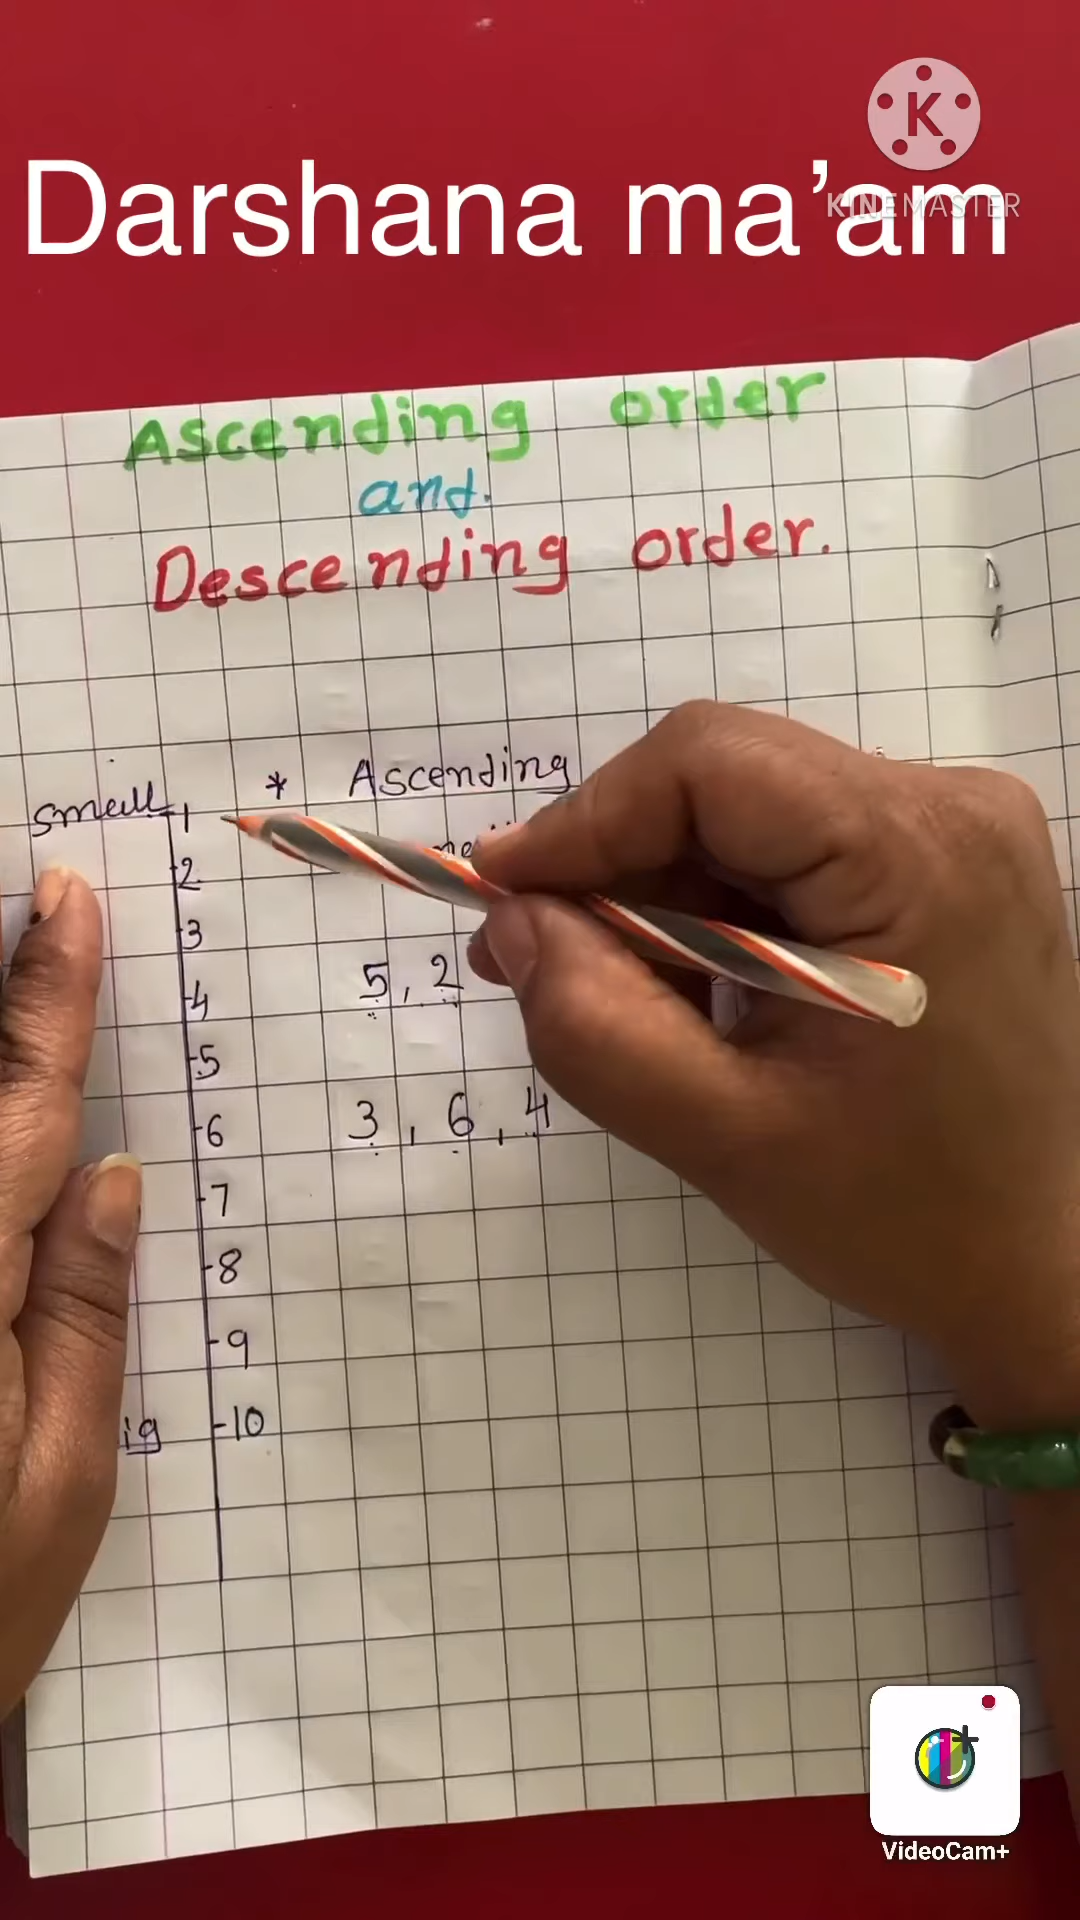 KINEMASTER
Darshana ma’am
Ascending order
and.
Descending order.
* Ascending
small 1
2
3
5, 2
4
5
3, 6, 4
6
7
8
9
10
VideoCam+